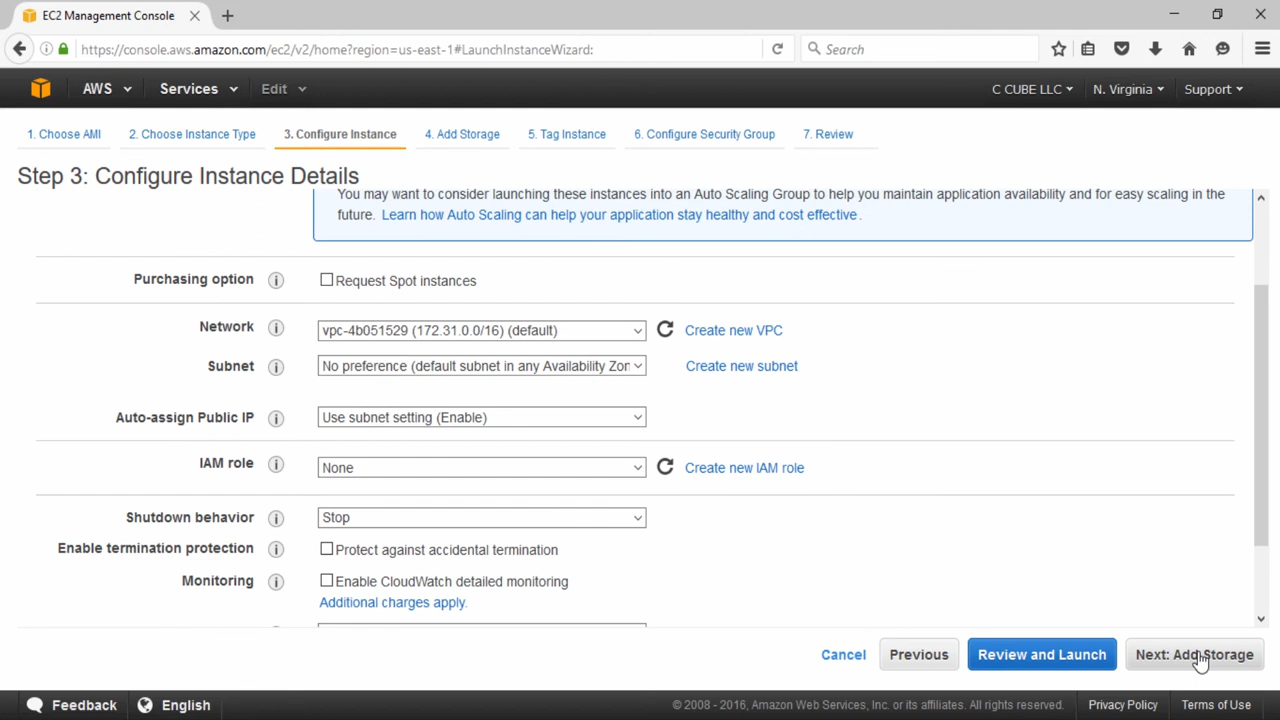 EC2 Management Console
https://console.aws.amazon.com/ec2/v2/home?region=us-east-1#LaunchInstanceWizard:
Search
AWS Services Edit C CUBE LLC N. Virginia Support
1. Choose AMI 2. Choose Instance Type 3. Configure Instance 4. Add Storage 5. Tag Instance 6. Configure Security Group 7. Review
Step 3: Configure Instance Details
You may want to consider launching these instances into an Auto Scaling Group to help you maintain application availability and for easy scaling in the
future. Learn how Auto Scaling can help your application stay healthy and cost effective.
Purchasing option Request Spot instances
Network vpc-4b051529 (172.31.0.0/16) (default) Create new VPC
Subnet No preference (default subnet in any Availability Zor Create new subnet
Auto-assign Public IP Use subnet setting (Enable)
IAM role None Create new IAM role
Shutdown behavior Stop
Enable termination protection Protect against accidental termination
Monitoring Enable CloudWatch detailed monitoring
Additional charges apply.
Cancel Previous Review and Launch Next: Add Storage
Feedback English © 2008 - 2016, Amazon Web Services, Inc. or its affiliates. All rights reserved. Privacy Policy Terms of Use